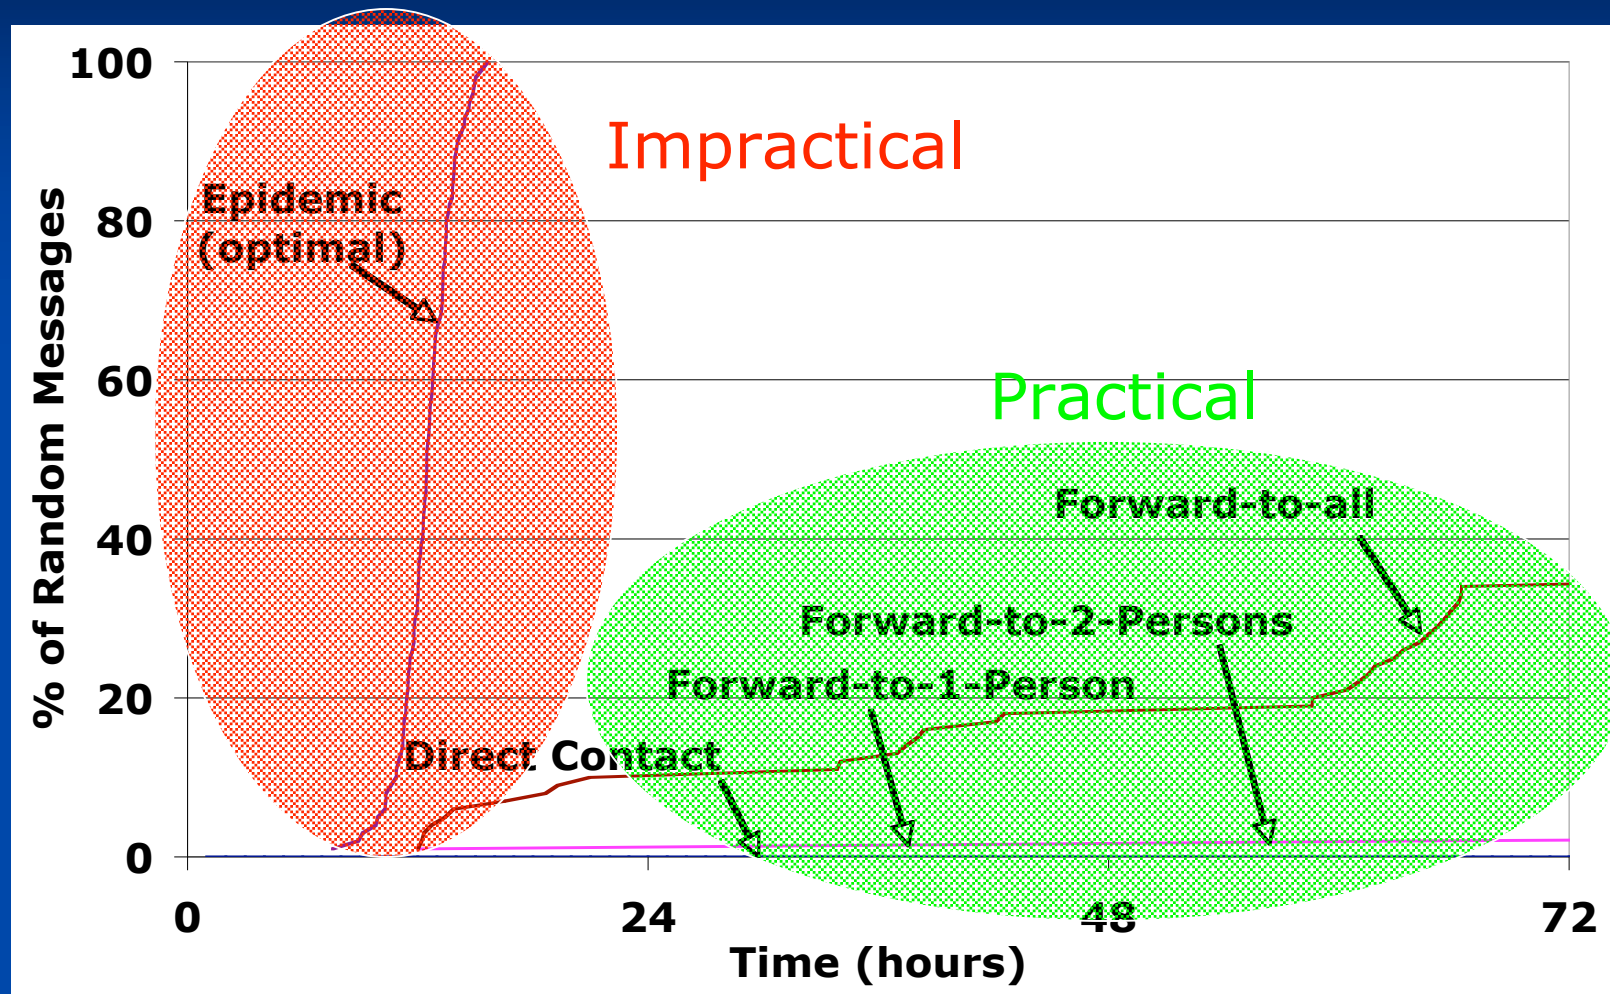 100
Impractical
Epidemic
(optimal)
80
60
Practical
Forward-to-all
40
Forward-to-2-Persons
Forward-to-1-Person
20
Direct Contact
0
0
24
48
72
Time (hours)
% of Random Messages